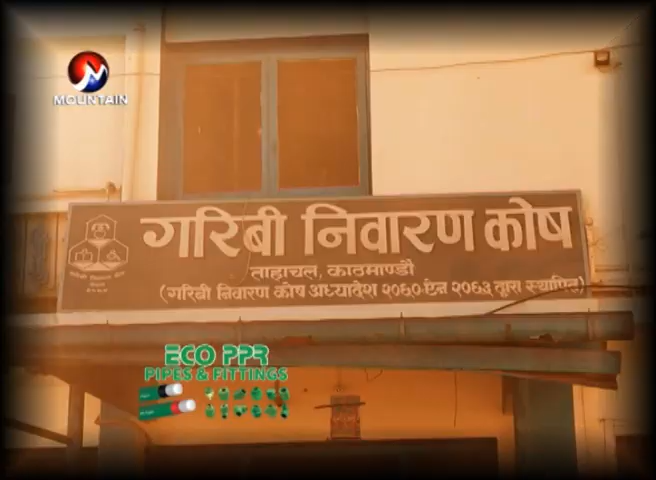 MOUNTAIN
गरिबी निवारण कोष
ताहाचल, काठमाण्डौ
(गरिबी निवारण कोष अध्यादेश २०६० ऐन २०६३ द्वारा स्थापित)
ECO PPR
PIPES & FITTINGS